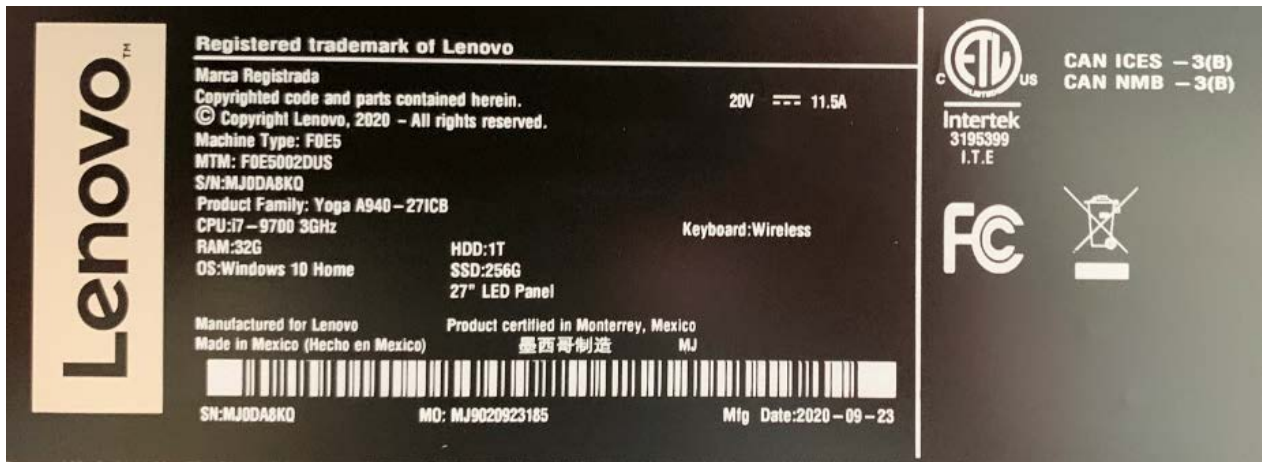 Lenovo™
Registered trademark of Lenovo
Marca Registrada
Copyrighted code and parts contained herein.
© Copyright Lenovo, 2020 – All rights reserved.
20V ⎓ 11.5A
Machine Type: F0E5
MTM: F0E5002DUS
S/N:MJ0DA8KQ
Product Family: Yoga A940–27ICB
CPU:i7–9700 3GHz
Keyboard:Wireless
RAM:32G HDD:1T
OS:Windows 10 Home SSD:256G
27" LED Panel
Manufactured for Lenovo Product certified in Monterrey, Mexico
Made in Mexico (Hecho en Mexico) 墨西哥制造 MJ
SN:MJ0DA8KQ MO: MJ9020923185 Mfg Date:2020–09–23
ETL
C US
LISTED
Intertek
3195399
I.T.E
CAN ICES –3(B)
CAN NMB –3(B)
FC